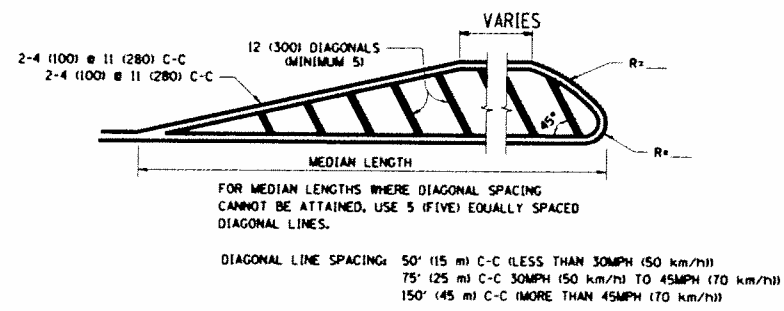 VARIES
2-4 (100) @ 11 (280) C-C
2-4 (100) @ 11 (280) C-C
12 (300) DIAGONALS
(MINIMUM 5)
R=__
45°
R=__
MEDIAN LENGTH
FOR MEDIAN LENGTHS WHERE DIAGONAL SPACING
CANNOT BE ATTAINED, USE 5 (FIVE) EQUALLY SPACED
DIAGONAL LINES.
DIAGONAL LINE SPACING: 50' (15 m) C-C (LESS THAN 30MPH (50 km/h))
75' (25 m) C-C 30MPH (50 km/h) TO 45MPH (70 km/h))
150' (45 m) C-C (MORE THAN 45MPH (70 km/h))